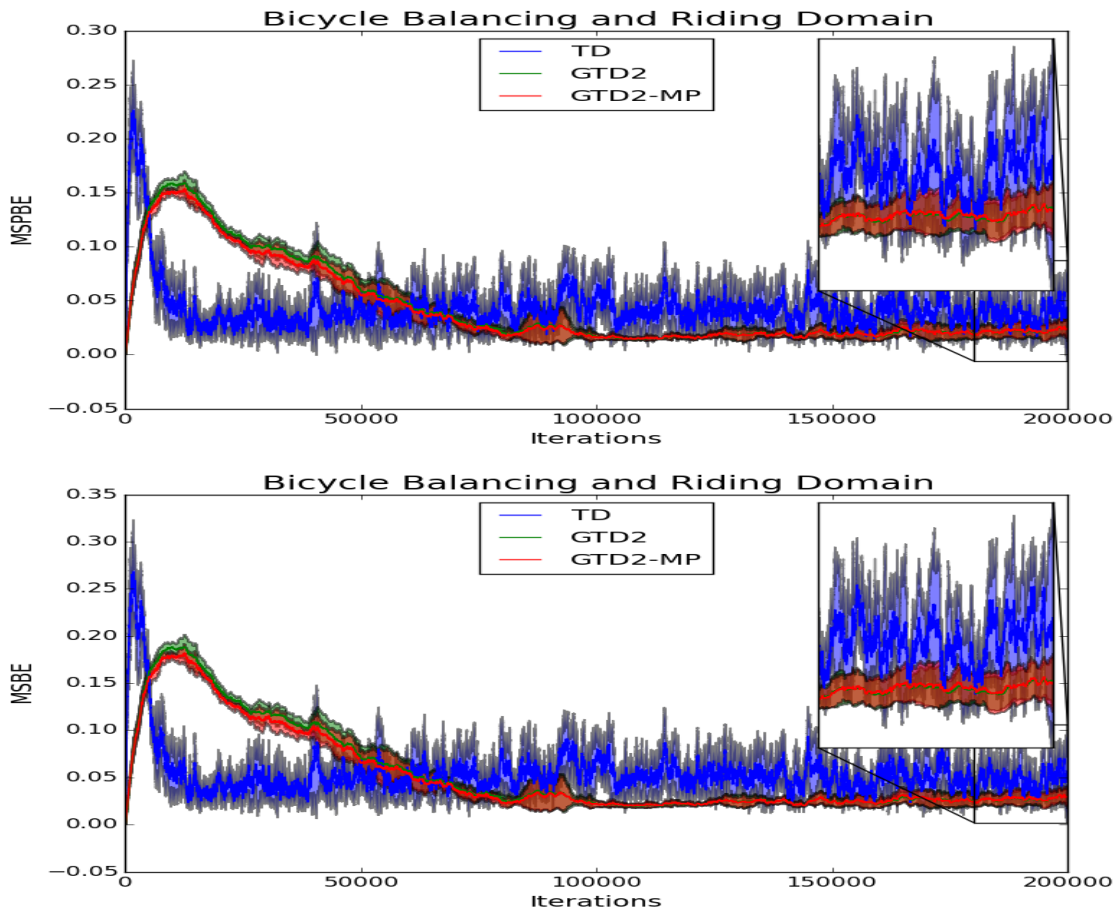 Bicycle Balancing and Riding Domain
0.30
0.25
0.20
0.15
0.10
0.05
0.00
−0.05
MSPBE
TD
GTD2
GTD2-MP
0
50000
100000
150000
200000
Iterations
Bicycle Balancing and Riding Domain
0.35
0.30
0.25
0.20
0.15
0.10
0.05
0.00
−0.05
MSBE
TD
GTD2
GTD2-MP
0
50000
100000
150000
200000
Iterations